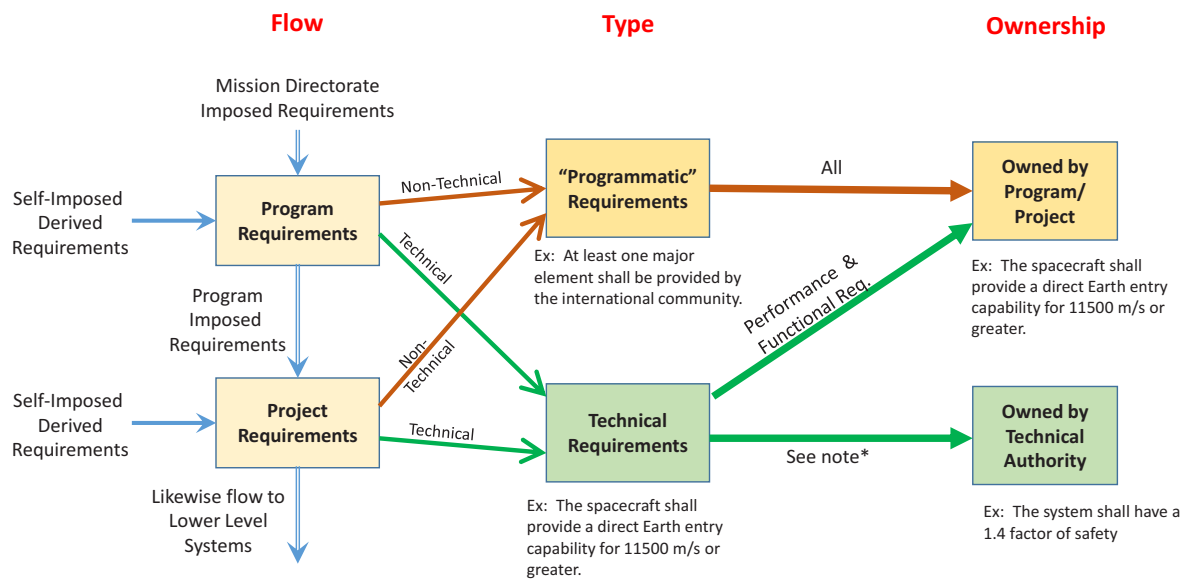 Flow
Type
Ownership
Mission Directorate
Imposed Requirements
Self-Imposed
Derived
Requirements
Program
Requirements
Non-Technical
Technical
“Programmatic”
Requirements
Ex: At least one major
element shall be provided by
the international community.
All
Owned by
Program/
Project
Ex: The spacecraft shall
provide a direct Earth entry
capability for 11500 m/s or
greater.
Program
Imposed
Requirements
Performance &
Functional Req.
Self-Imposed
Derived
Requirements
Project
Requirements
Non-
Technical
Technical
Technical
Requirements
Ex: The spacecraft shall
provide a direct Earth entry
capability for 11500 m/s or
greater.
See note*
Owned by
Technical
Authority
Ex: The system shall have a
1.4 factor of safety
Likewise flow to
Lower Level
Systems